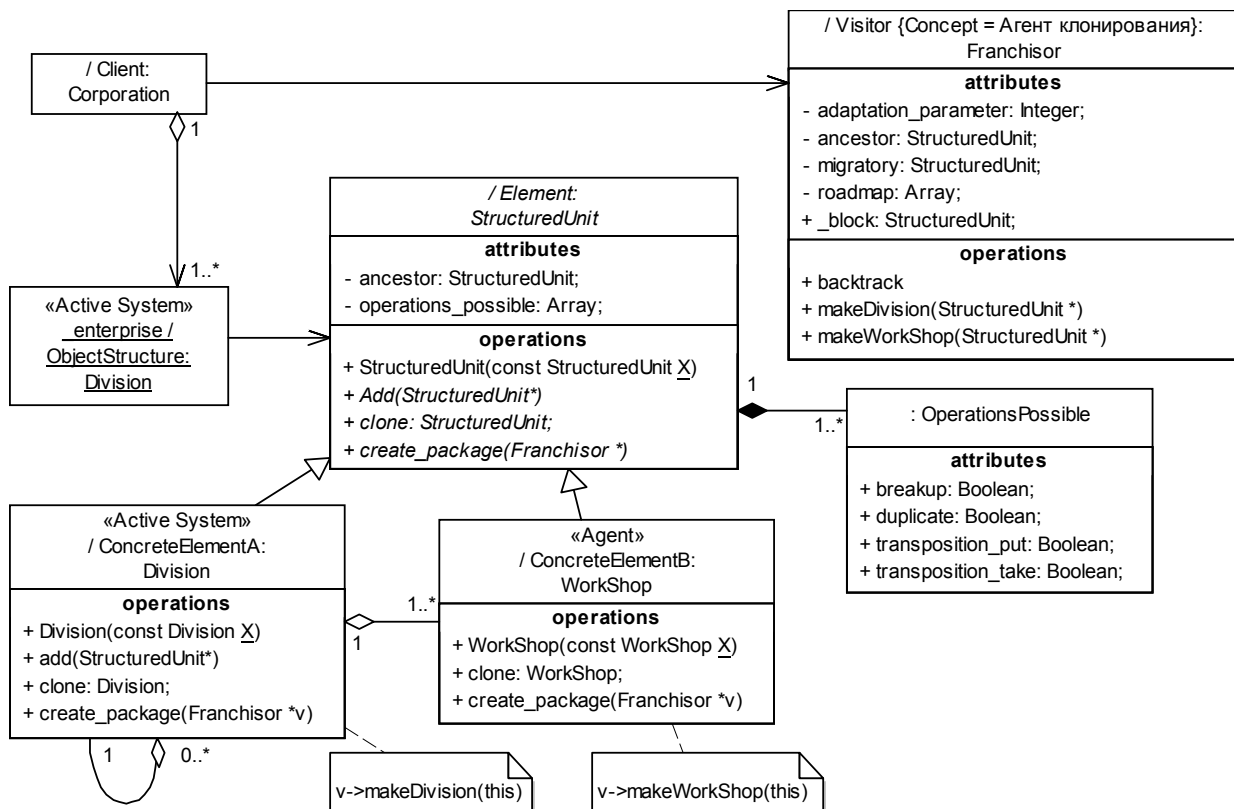 / Client:
Corporation
1
1..*
/ Visitor {Concept = Агент клонирования}:
Franchisor
attributes
- adaptation_parameter: Integer;
- ancestor: StructuredUnit;
- migratory: StructuredUnit;
- roadmap: Array;
+ _block: StructuredUnit;
operations
+ backtrack
+ makeDivision(StructuredUnit *)
+ makeWorkShop(StructuredUnit *)
«Active System»
enterprise /
ObjectStructure:
Division
/ Element:
StructuredUnit
attributes
- ancestor: StructuredUnit;
- operations_possible: Array;
operations
+ StructuredUnit(const StructuredUnit X)
+ Add(StructuredUnit*)
+ clone: StructuredUnit;
+ create_package(Franchisor *)
1
1..*
: OperationsPossible
attributes
+ breakup: Boolean;
+ duplicate: Boolean;
+ transposition_put: Boolean;
+ transposition_take: Boolean;
«Active System»
/ ConcreteElementA:
Division
operations
+ Division(const Division X)
+ add(StructuredUnit*)
+ clone: Division;
+ create_package(Franchisor *v)
1
0..*
1
1..*
«Agent»
/ ConcreteElementB:
WorkShop
operations
+ WorkShop(const WorkShop X)
+ clone: WorkShop;
+ create_package(Franchisor *v)
v->makeDivision(this)
v->makeWorkShop(this)